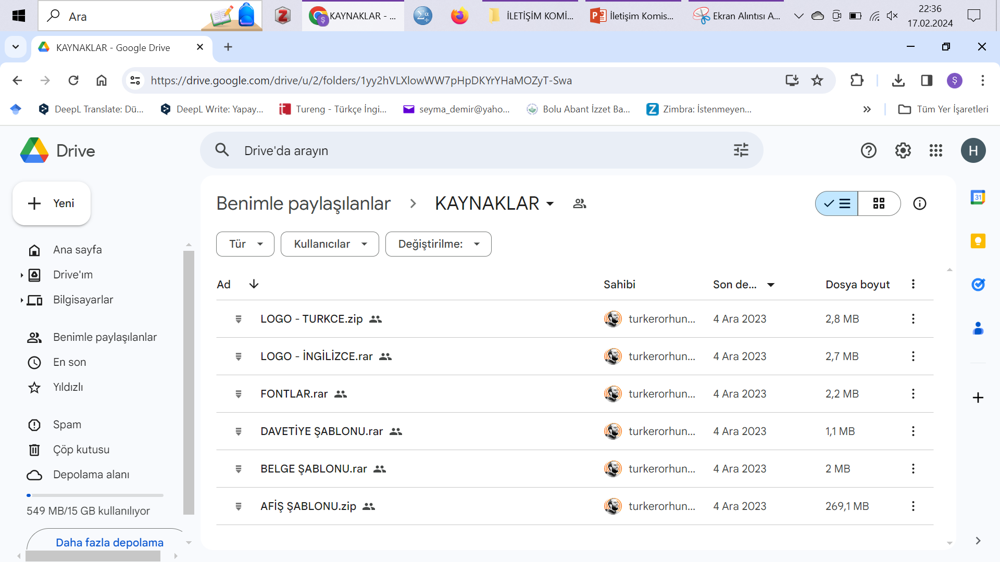 Ara
KAYNAKLAR - ...
İLETİŞİM KOMİ...
İletişim Komis...
Ekran Alıntısı A...
22:36
17.02.2024
KAYNAKLAR - Google Drive
https://drive.google.com/drive/u/2/folders/1yy2hVLXlowWW7pHpDKYrYHaMOZyT-Swa
Ş
DeepL Translate: Dü...
DeepL Write: Yapay...
Tureng - Türkçe İngi...
seyma_demir@yaho...
Bolu Abant İzzet Ba...
Zimbra: İstenmeyen...
Tüm Yer İşaretleri
Drive
Drive'da arayın
H
Yeni
Benimle paylaşılanlar
KAYNAKLAR
31
Tür
Kullanıcılar
Değiştirilme:
Ana sayfa
Drive'ım
Bilgisayarlar
Benimle paylaşılanlar
En son
Yıldızlı
Spam
Çöp kutusu
Depolama alanı
549 MB/15 GB kullanılıyor
Daha fazla depolama
Ad Sahibi Son de... Dosya boyut
LOGO - TURKCE.zip turkerorhun... 4 Ara 2023 2,8 MB
LOGO - İNGİLİZCE.rar turkerorhun... 4 Ara 2023 2,7 MB
FONTLAR.rar turkerorhun... 4 Ara 2023 2,2 MB
DAVETİYE ŞABLONU.rar turkerorhun... 4 Ara 2023 1,1 MB
BELGE ŞABLONU.rar turkerorhun... 4 Ara 2023 2 MB
AFİŞ ŞABLONU.zip turkerorhun... 4 Ara 2023 269,1 MB